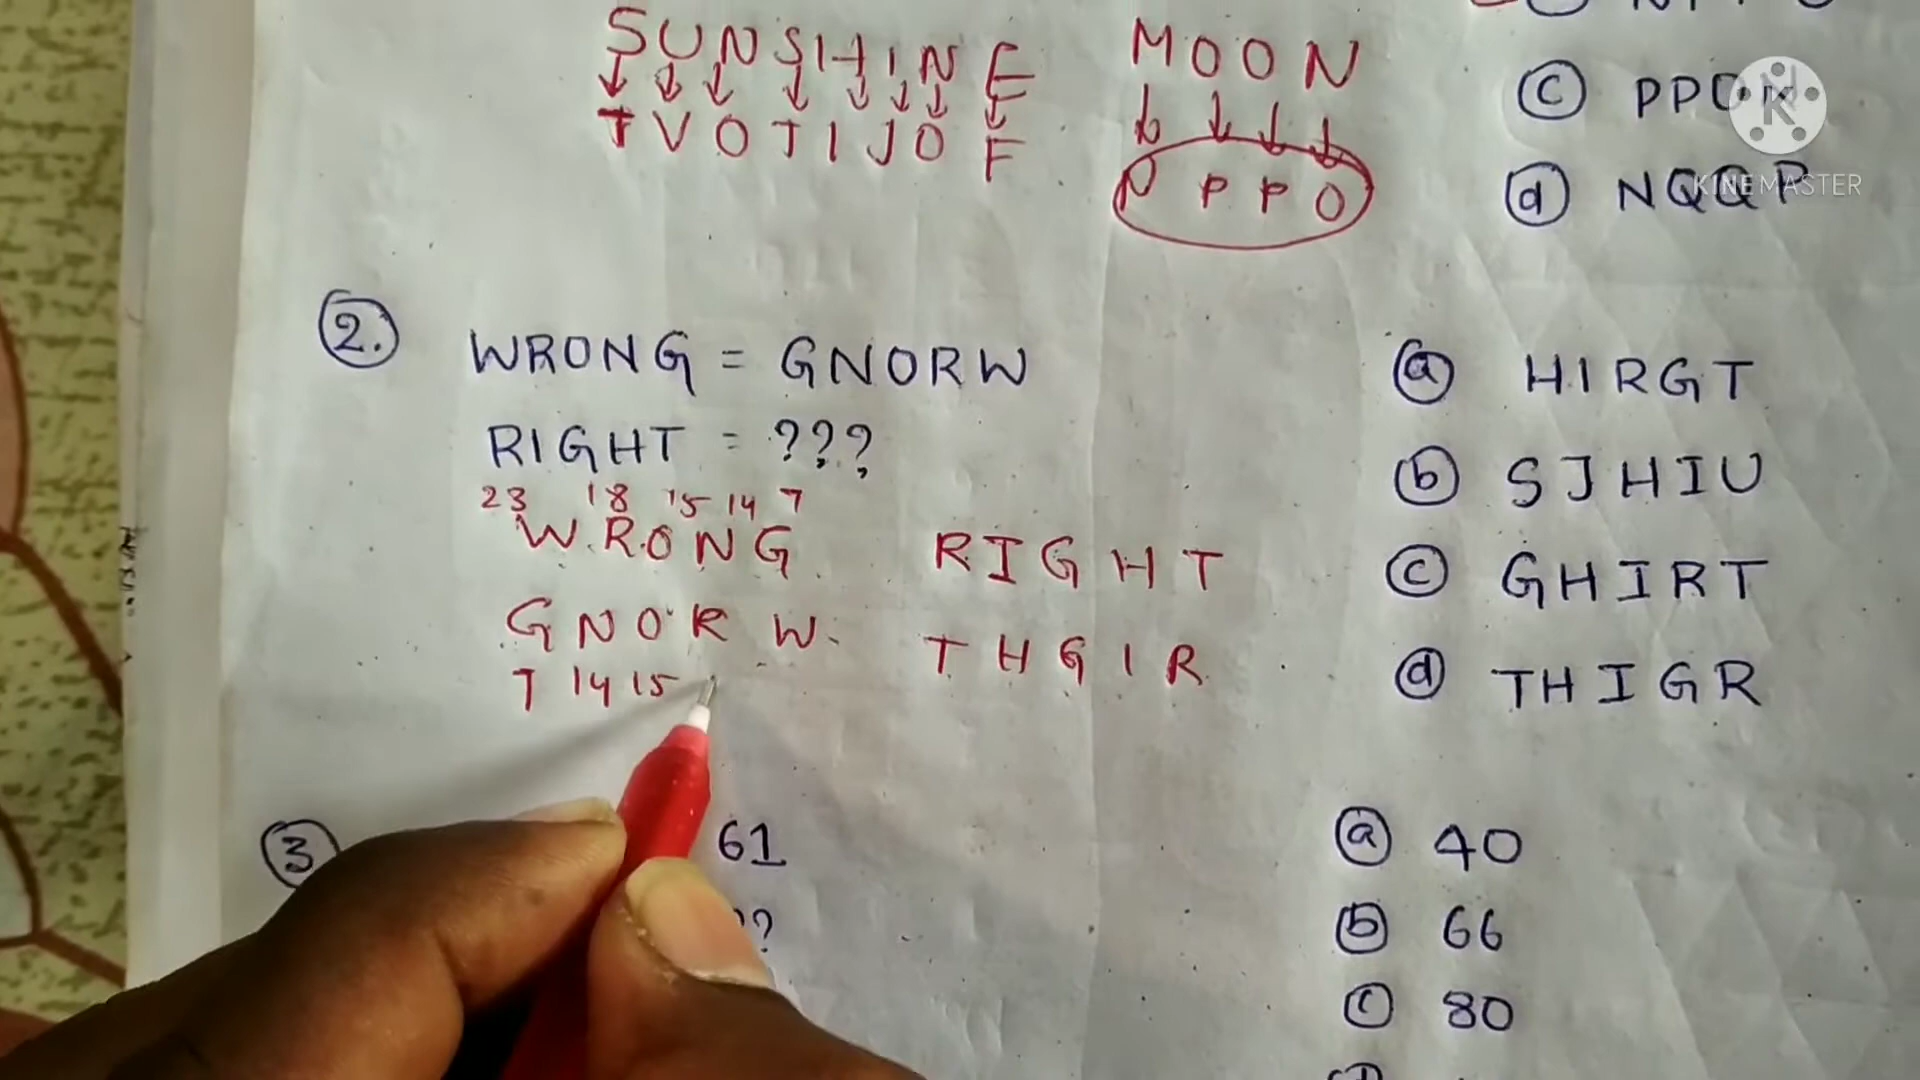 SUNSHINE MOON
TVOTIJOF NPPO
Ⓒ PPON
ⓓ NQQP
KINEMASTER
2. WRONG = GNORW
RIGHT = ???
23 18 15 14 7
WRONG RIGHT
GNORW THGIR
7 14 15
ⓐ HIRGT
ⓑ SJHIU
ⓒ GHIRT
ⓓ THIGR
3 61
??
ⓐ 40
ⓑ 66
ⓒ 80